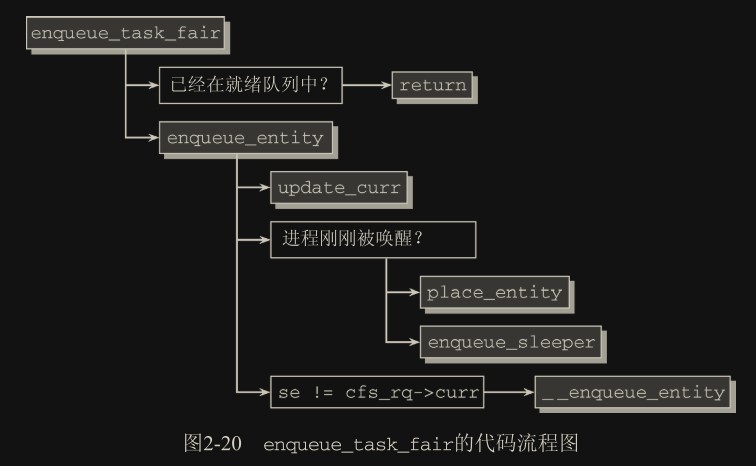 enqueue_task_fair
已经在就绪队列中？
return
enqueue_entity
update_curr
进程刚刚被唤醒？
place_entity
enqueue_sleeper
se != cfs_rq->curr
__enqueue_entity
图2-20 enqueue_task_fair的代码流程图